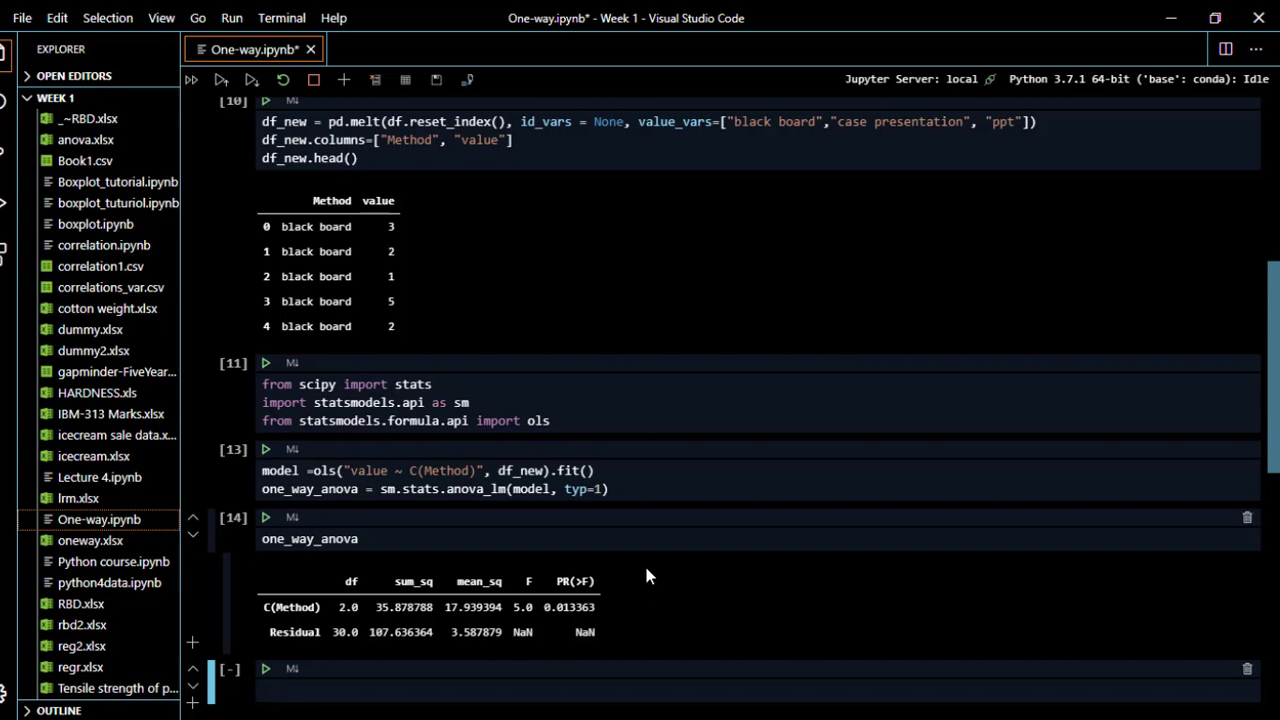 File Edit Selection View Go Run Terminal Help One-way.ipynb* - Week 1 - Visual Studio Code
EXPLORER
OPEN EDITORS
WEEK 1
_~RBD.xlsx
anova.xlsx
Book1.csv
Boxplot_tutorial.ipynb
boxplot_tuturiol.ipynb
boxplot.ipynb
correlation.ipynb
correlation1.csv
correlations_var.csv
cotton weight.xlsx
dummy.xlsx
dummy2.xlsx
gapminder-FiveYear...
HARDNESS.xls
IBM-313 Marks.xlsx
icecream sale data.x...
icecream.xlsx
Lecture 4.ipynb
lrm.xlsx
One-way.ipynb
oneway.xlsx
Python course.ipynb
python4data.ipynb
RBD.xlsx
rbd2.xlsx
reg2.xlsx
regr.xlsx
Tensile strength of p...
OUTLINE
One-way.ipynb*
Jupyter Server: local Python 3.7.1 64-bit ('base': conda): Idle
[10] M↓
df_new = pd.melt(df.reset_index(), id_vars = None, value_vars=["black board","case presentation", "ppt"])
df_new.columns=["Method", "value"]
df_new.head()
Method value
0 black board 3
1 black board 2
2 black board 1
3 black board 5
4 black board 2
[11] M↓
from scipy import stats
import statsmodels.api as sm
from statsmodels.formula.api import ols
[13] M↓
model =ols("value ~ C(Method)", df_new).fit()
one_way_anova = sm.stats.anova_lm(model, typ=1)
[14] M↓
one_way_anova
df sum_sq mean_sq F PR(>F)
C(Method) 2.0 35.878788 17.939394 5.0 0.013363
Residual 30.0 107.636364 3.587879 NaN NaN
[-] M↓